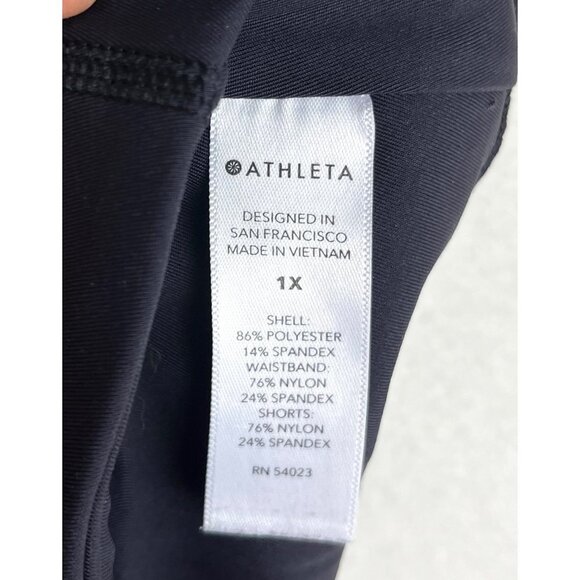 ATHLETA
DESIGNED IN
SAN FRANCISCO
MADE IN VIETNAM
1X
SHELL:
86% POLYESTER
14% SPANDEX
WAISTBAND:
76% NYLON
24% SPANDEX
SHORTS:
76% NYLON
24% SPANDEX
RN 54023